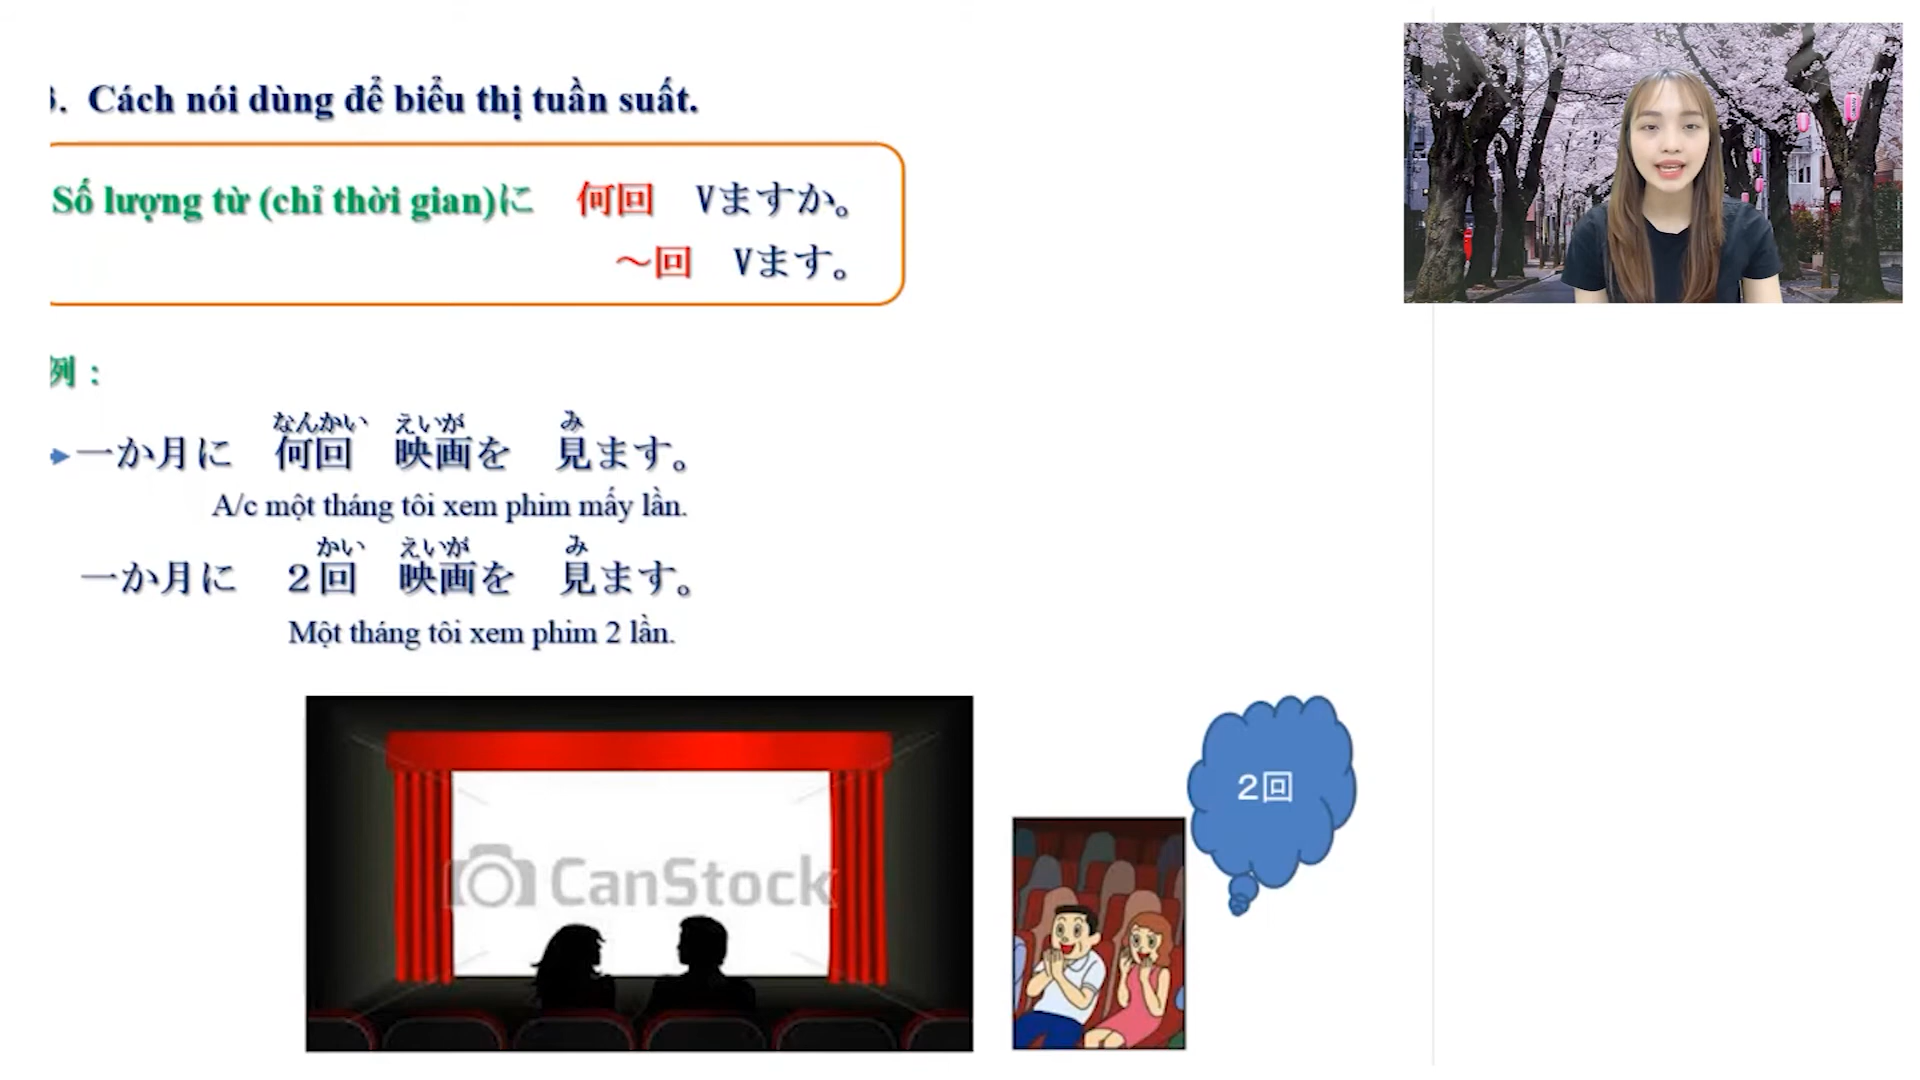 . Cách nói dùng để biểu thị tuần suất.
Số lượng từ (chỉ thời gian)に 何回 Vますか。
～回 Vます。
例：
なんかい えいが み
一か月に 何回 映画を 見ます。
A/c một tháng tôi xem phim mấy lần.
かい えいが み
一か月に ２回 映画を 見ます。
Một tháng tôi xem phim 2 lần.
2回
CanStock